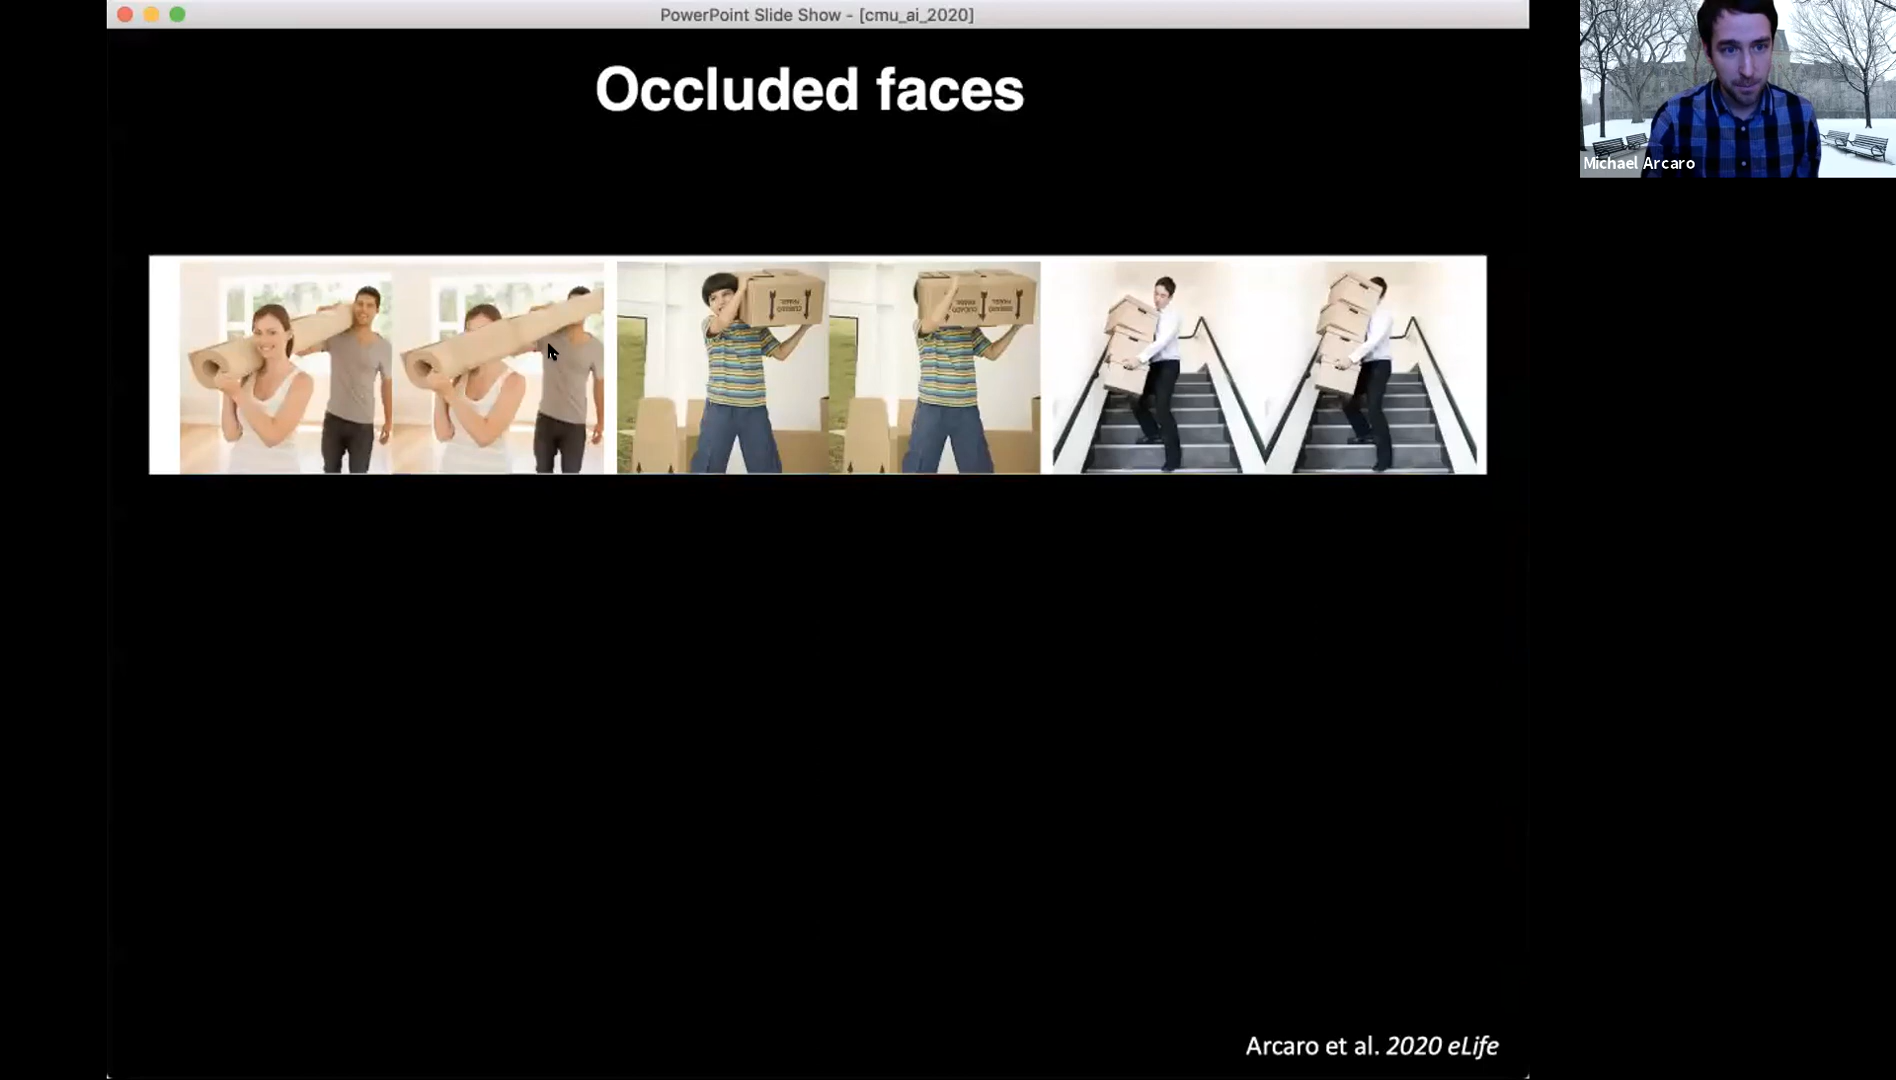 PowerPoint Slide Show - [cmu_ai_2020]
Occluded faces
Michael Arcaro
Arcaro et al. 2020 eLife